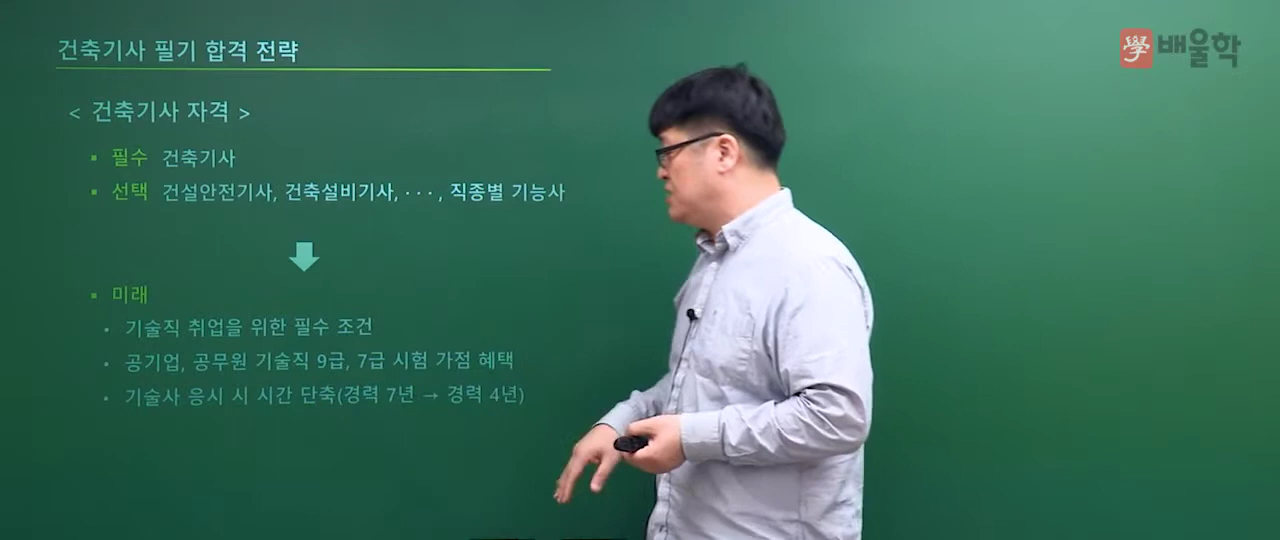 건축기사 필기 합격 전략
學 배울학
< 건축기사 자격 >
▪ 필수 건축기사
▪ 선택 건설안전기사, 건축설비기사, · · · , 직종별 기능사
▪ 미래
• 기술직 취업을 위한 필수 조건
• 공기업, 공무원 기술직 9급, 7급 시험 가점 혜택
• 기술사 응시 시 시간 단축(경력 7년 → 경력 4년)